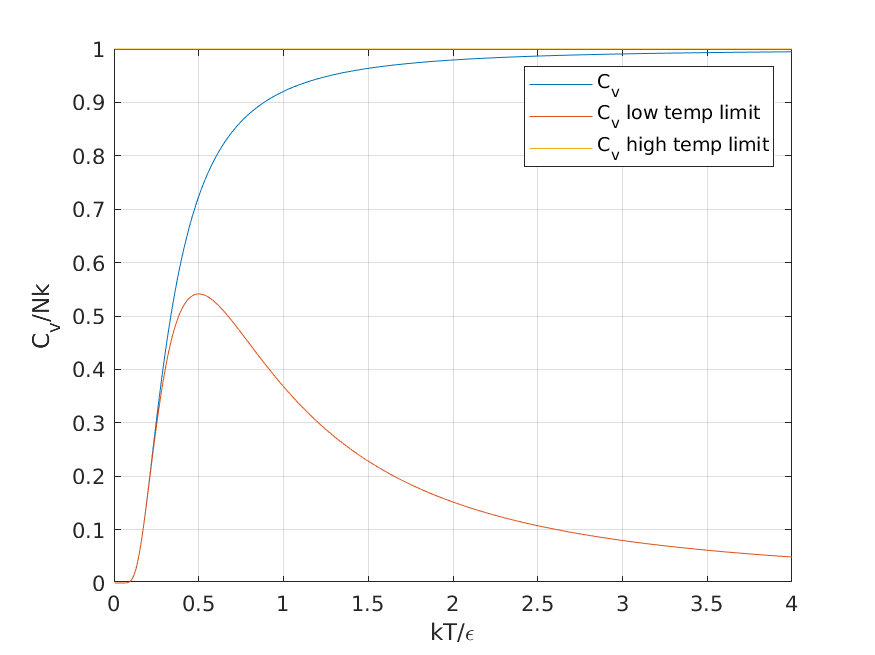 C_v
C_v low temp limit
C_v high temp limit
C_v/Nk
1
0.9
0.8
0.7
0.6
0.5
0.4
0.3
0.2
0.1
0
0 0.5 1 1.5 2 2.5 3 3.5 4
kT/ϵ